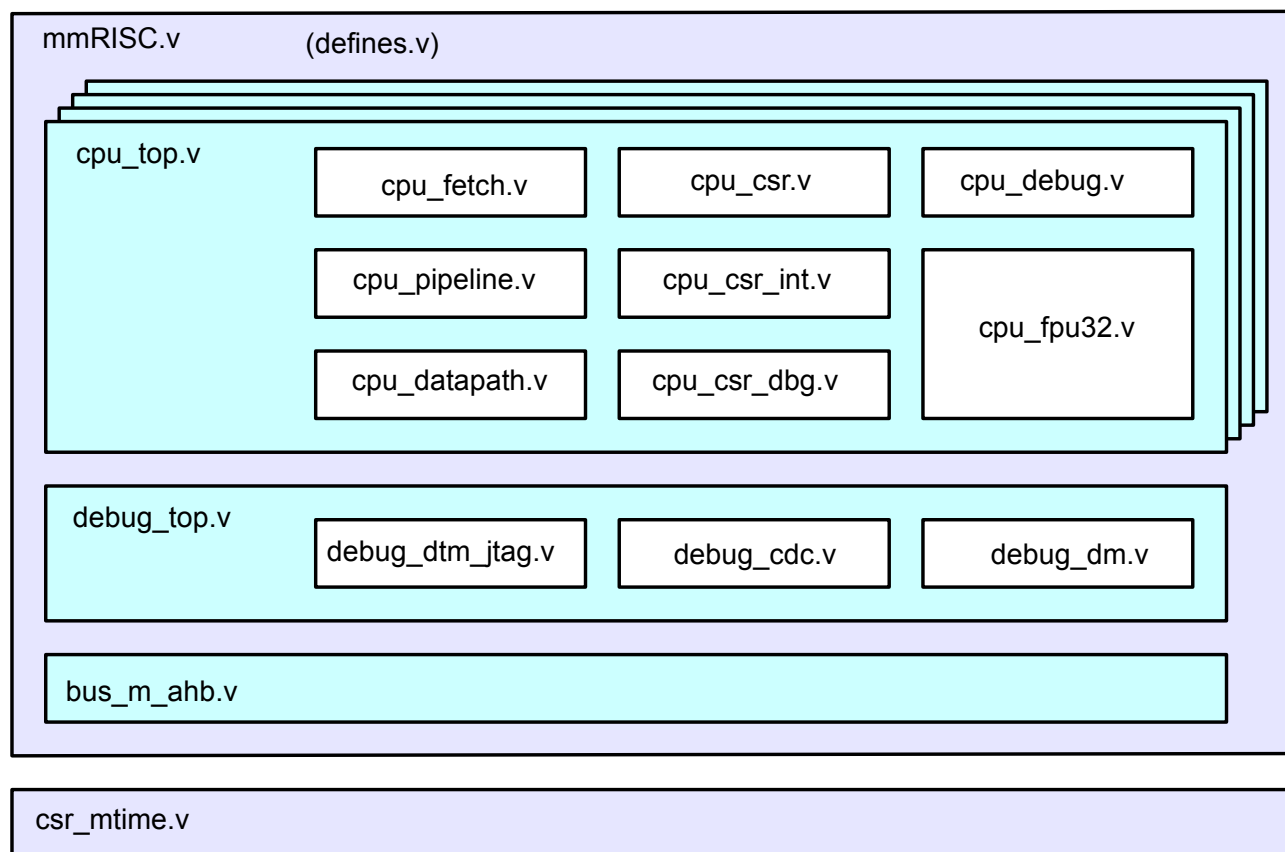 mmRISC.v (defines.v)
cpu_top.v
cpu_fetch.v
cpu_csr.v
cpu_debug.v
cpu_pipeline.v
cpu_csr_int.v
cpu_fpu32.v
cpu_datapath.v
cpu_csr_dbg.v
debug_top.v
debug_dtm_jtag.v
debug_cdc.v
debug_dm.v
bus_m_ahb.v
csr_mtime.v